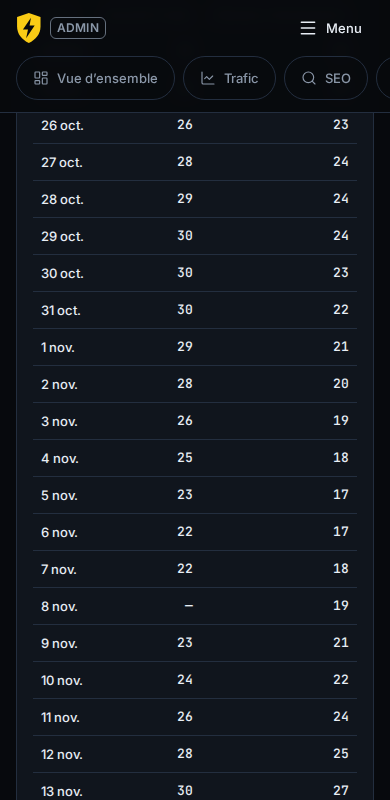 ADMIN
Menu
Vue d’ensemble
Trafic
SEO
26 oct. 26 23
27 oct. 28 24
28 oct. 29 24
29 oct. 30 24
30 oct. 30 23
31 oct. 30 22
1 nov. 29 21
2 nov. 28 20
3 nov. 26 19
4 nov. 25 18
5 nov. 23 17
6 nov. 22 17
7 nov. 22 18
8 nov. — 19
9 nov. 23 21
10 nov. 24 22
11 nov. 26 24
12 nov. 28 25
13 nov. 30 27